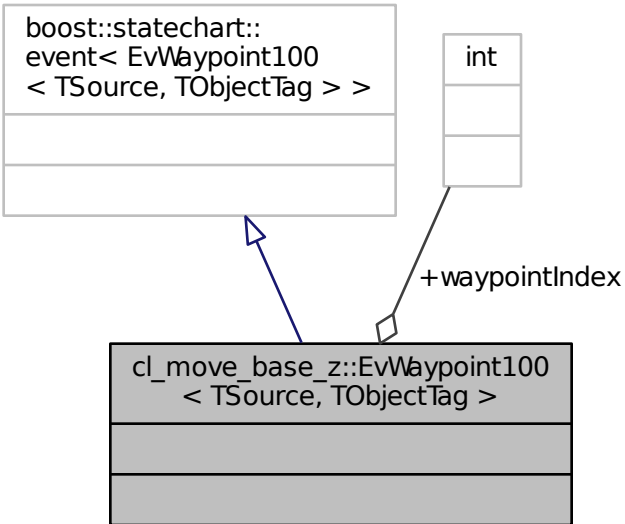 boost::statechart::
event< EvWaypoint100
< TSource, TObjectTag > >
int
+waypointIndex
cl_move_base_z::EvWaypoint100
< TSource, TObjectTag >